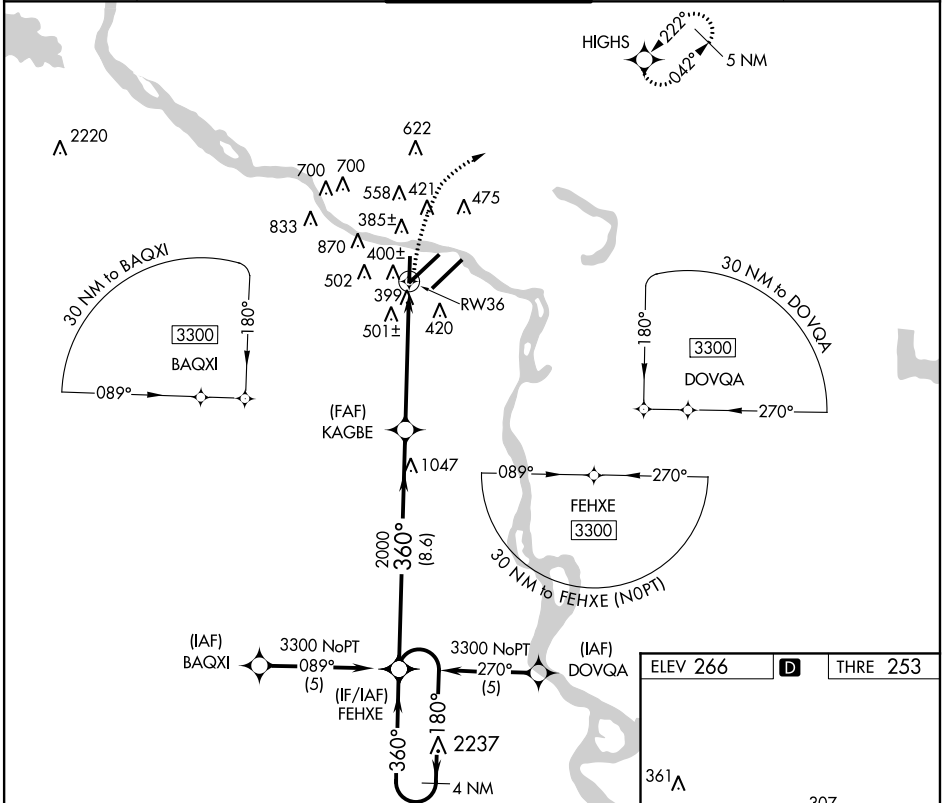 HIGHS
222°
042°
5 NM
2220
622
700
700
558
421
475
833
385±
870
400±
502
399
RW36
501±
420
30 NM to BAQXI
180°
3300
BAQXI
089°
30 NM to DOVQA
180°
3300
DOVQA
270°
(FAF)
KAGBE
1047
089°
270°
FEHXE
3300
30 NM to FEHXE (NOPT)
2000
360°
(8.6)
(IAF)
BAQXI
3300 NoPT
089°
(5)
3300 NoPT
270°
(5)
(IAF)
DOVQA
(IF/IAF)
FEHXE
360°
180°
2237
4 NM
ELEV 266
D
THRE 253
361
307